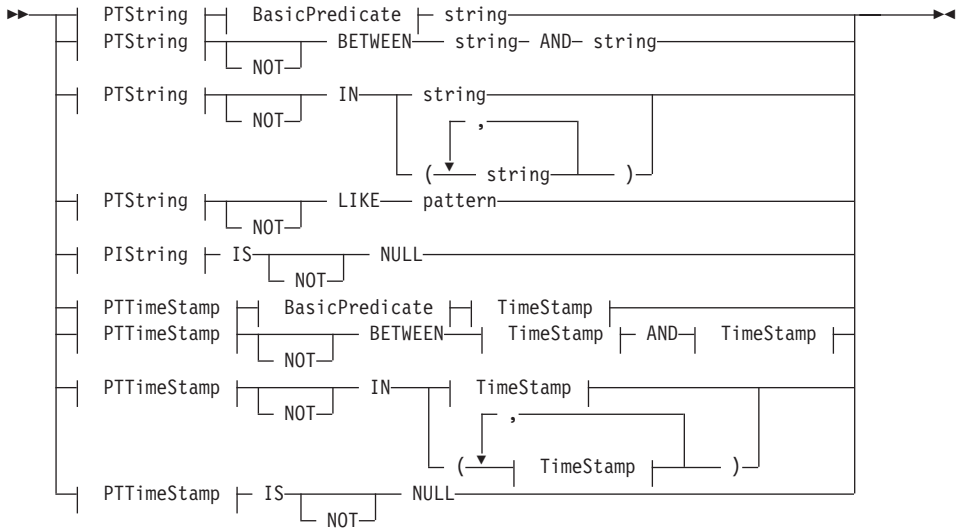 PTString BasicPredicate string
PTString BETWEEN string AND string
NOT
PTString IN string
NOT ,
( string )
PTString LIKE pattern
NOT
PIString IS NULL
NOT
PTTimeStamp BasicPredicate TimeStamp
PTTimeStamp BETWEEN TimeStamp AND TimeStamp
NOT
PTTimeStamp IN TimeStamp
NOT ,
( TimeStamp )
PTTimeStamp IS NULL
NOT